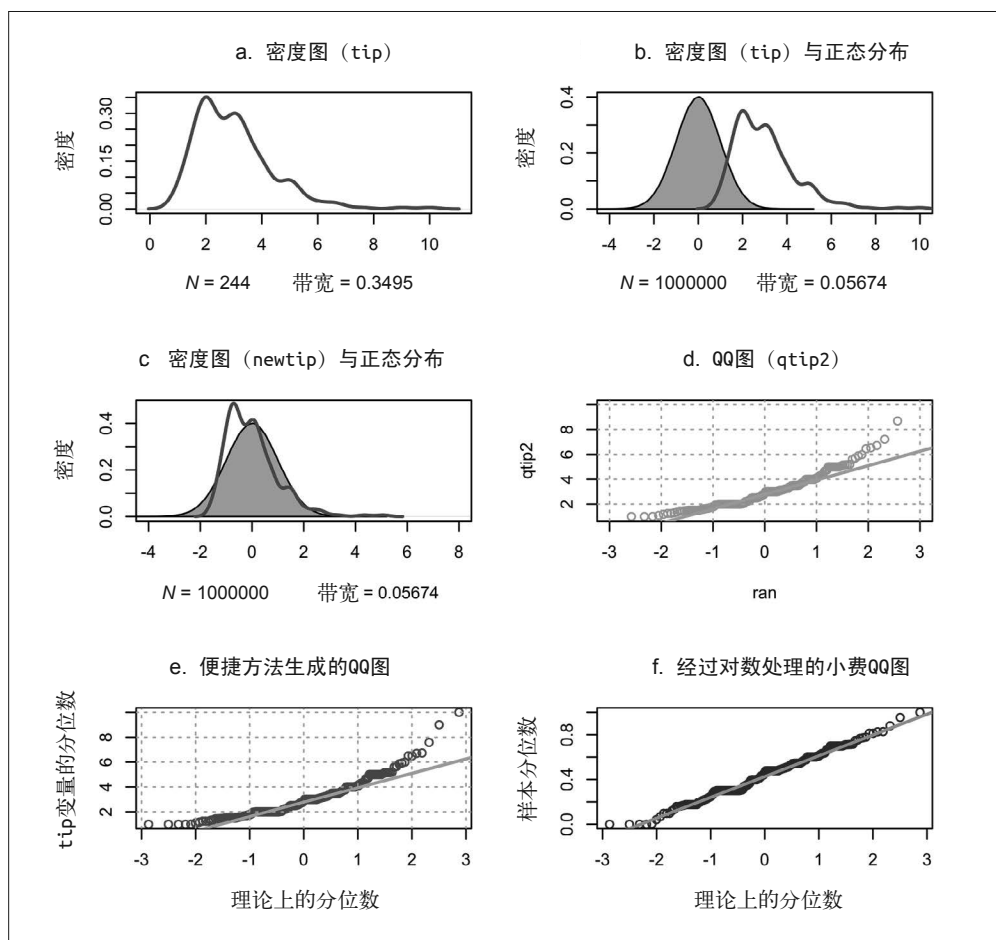 a. 密度图（tip）
密度
0.00 0.15 0.30
0 2 4 6 8 10
N = 244 带宽 = 0.3495
b. 密度图（tip）与正态分布
密度
0.0 0.2 0.4
-4 -2 0 2 4 6 8 10
N = 1000000 带宽 = 0.05674
c 密度图（newtip）与正态分布
密度
0.0 0.2 0.4
-4 -2 0 2 4 6 8
N = 1000000 带宽 = 0.05674
d. QQ图（qtip2）
qtip2
2 4 6 8
-3 -2 -1 0 1 2 3
ran
e. 便捷方法生成的QQ图
tip变量的分位数
2 4 6 8
-3 -2 -1 0 1 2 3
理论上的分位数
f. 经过对数处理的小费QQ图
样本分位数
0.0 0.4 0.8
-3 -2 -1 0 1 2 3
理论上的分位数